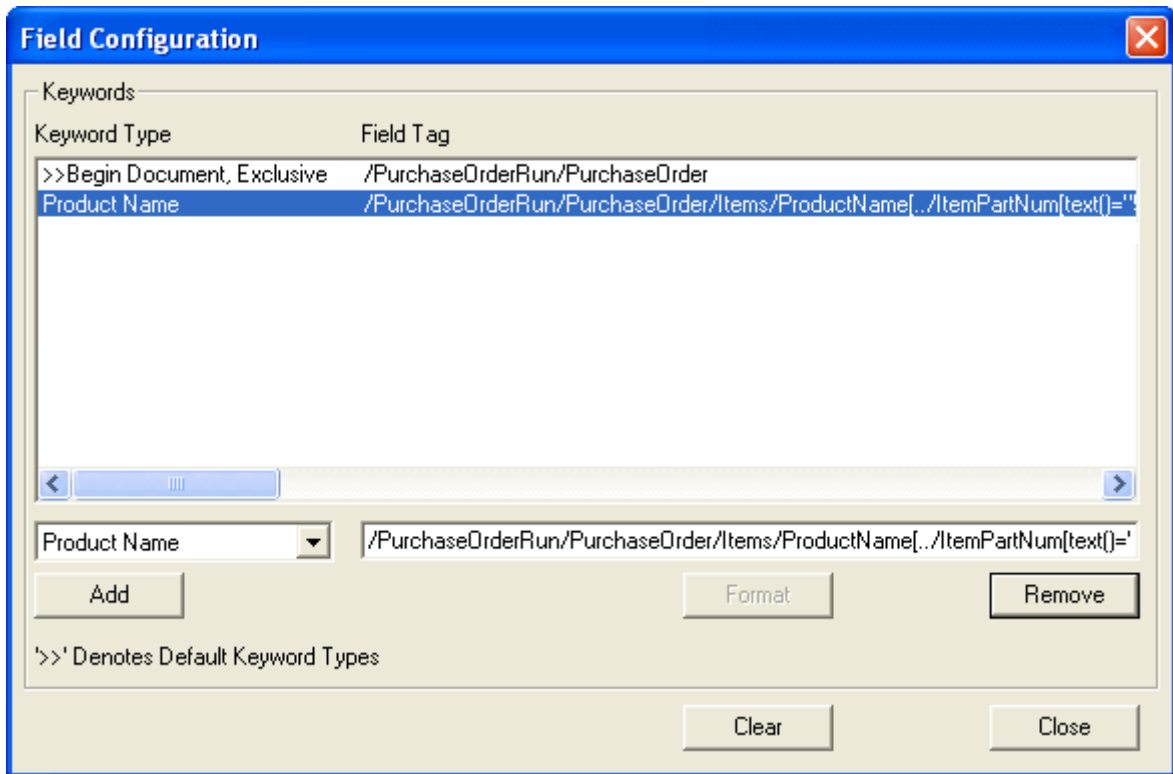 Field Configuration
Keywords
Keyword Type Field Tag
>>Begin Document, Exclusive /PurchaseOrderRun/PurchaseOrder
Product Name /PurchaseOrderRun/PurchaseOrder/Items/ProductName[../ItemPartNum[text()="
Product Name /PurchaseOrderRun/PurchaseOrder/Items/ProductName[../ItemPartNum[text()='
Add Format Remove
'>>' Denotes Default Keyword Types
Clear Close